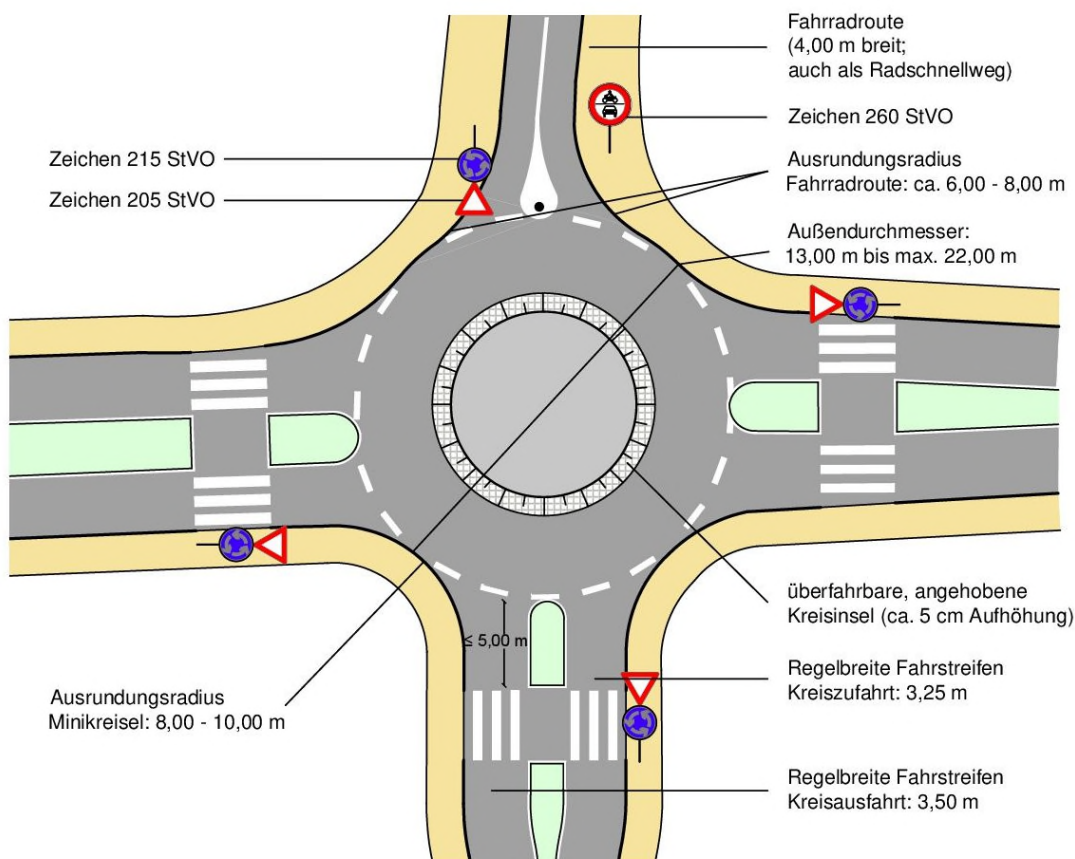 Fahrradroute
(4,00 m breit;
auch als Radschnellweg)
Zeichen 260 StVO
Zeichen 215 StVO
Zeichen 205 StVO
Ausrundungsradius
Fahrradroute: ca. 6,00 - 8,00 m
Außendurchmesser:
13,00 m bis max. 22,00 m
überfahrbare, angehobene
Kreisinsel (ca. 5 cm Aufhöhung)
≤ 5,00 m
Regelbreite Fahrstreifen
Kreiszufahrt: 3,25 m
Ausrundungsradius
Minikreisel: 8,00 - 10,00 m
Regelbreite Fahrstreifen
Kreisausfahrt: 3,50 m